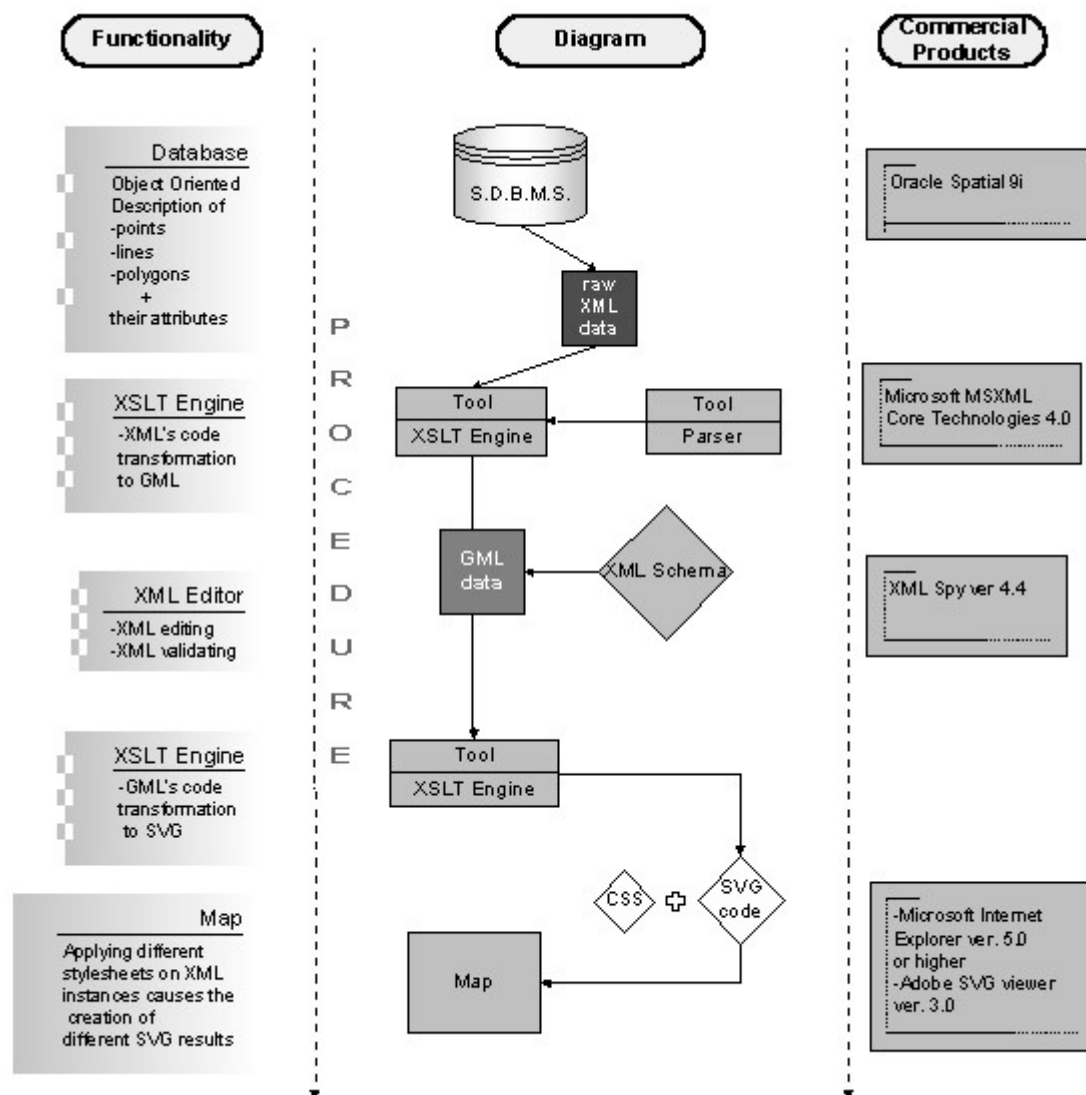 Functionality
Diagram
Commercial
Products
Database
Object Oriented
Description of
-points
-lines
-polygons
+
their attributes
XSLT Engine
-XML's code
transformation
to GML
XML Editor
-XML editing
-XML validating
XSLT Engine
-GML's code
transformation
to SVG
Map
Applying different
stylesheets on XML
instances causes the
creation of
different SVG results
PROCEDURE
S.D.B.M.S.
raw
XML
data
Tool
XSLT Engine
Tool
Parser
GML
data
XML Schema
Tool
XSLT Engine
CSS
SVG
code
Map
Oracle Spatial 9i
Microsoft MSXML
Core Technologies 4.0
XML Spy ver 4.4
-Microsoft Internet
Explorer ver. 5.0
or higher
-Adobe SVG viewer
ver. 3.0